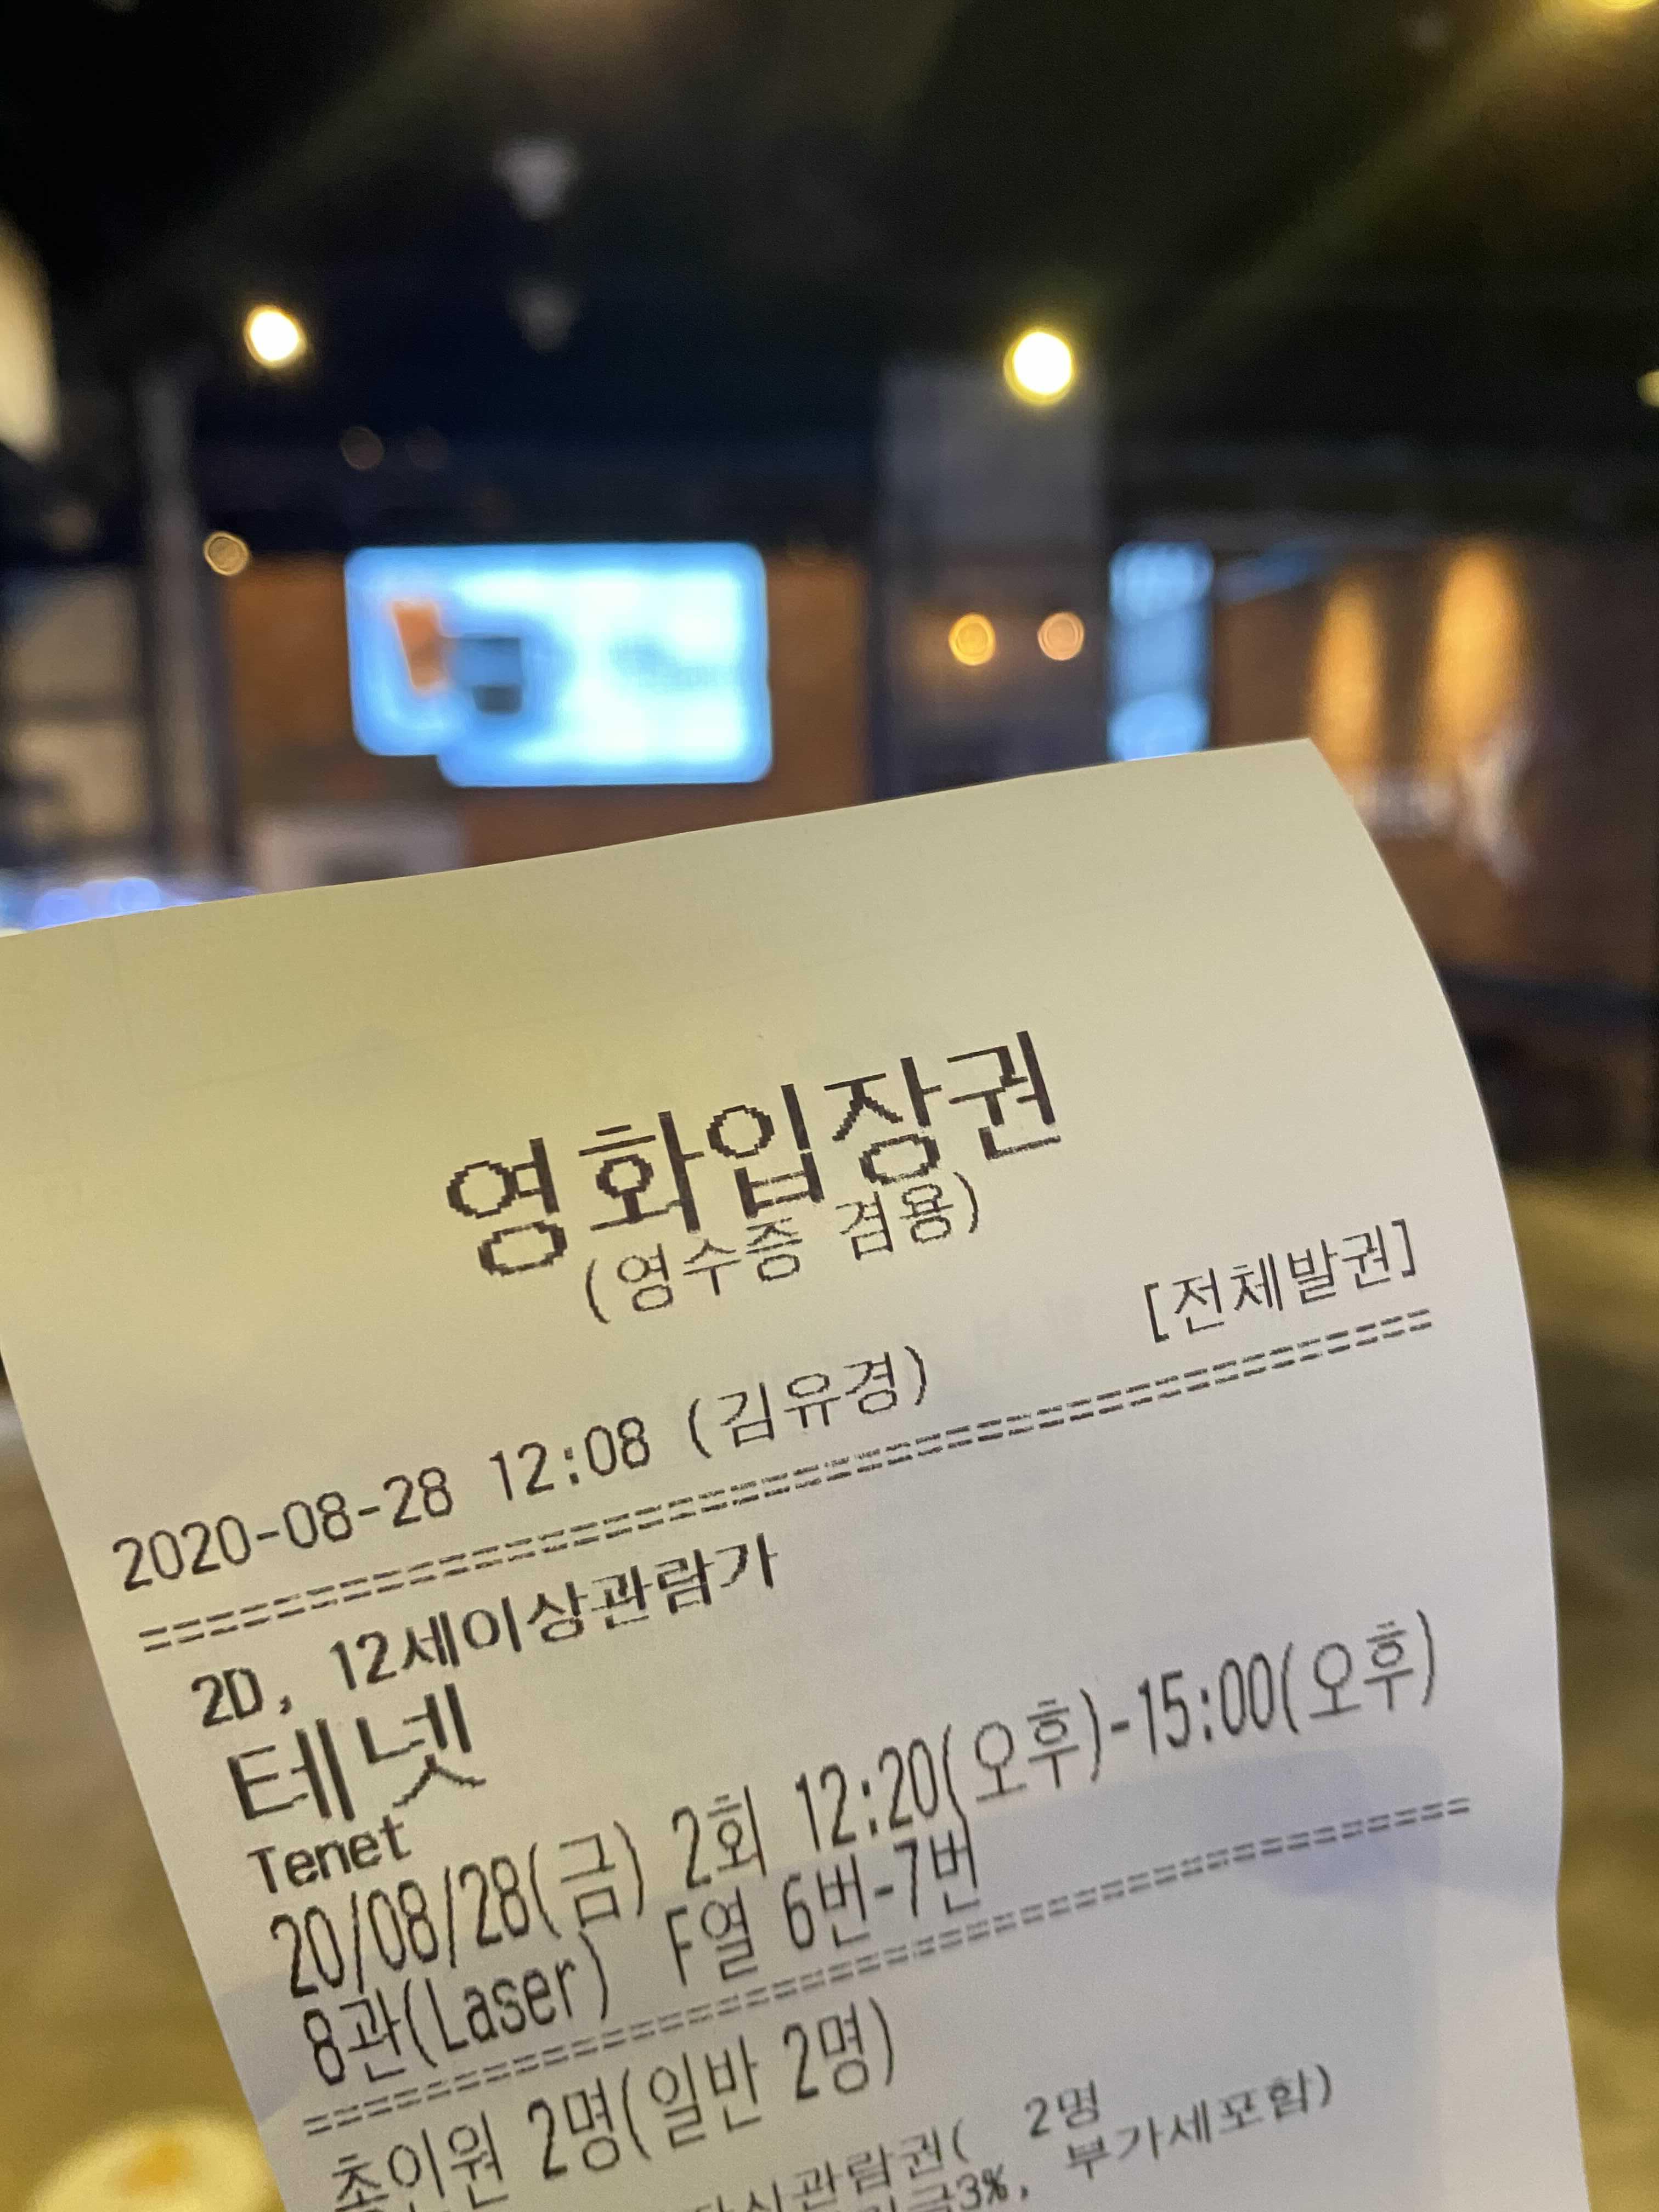 영화입장권
(영수증 겸용)
[전체발권]
2020-08-28 12:08 (김유경)
2D, 12세이상관람가
테넷
Tenet
20/08/28(금) 2회 12:20(오후)-15:00(오후)
8관(Laser) F열 6번-7번
총인원 2명(일반 2명)
2명
3%, 부가세포함)